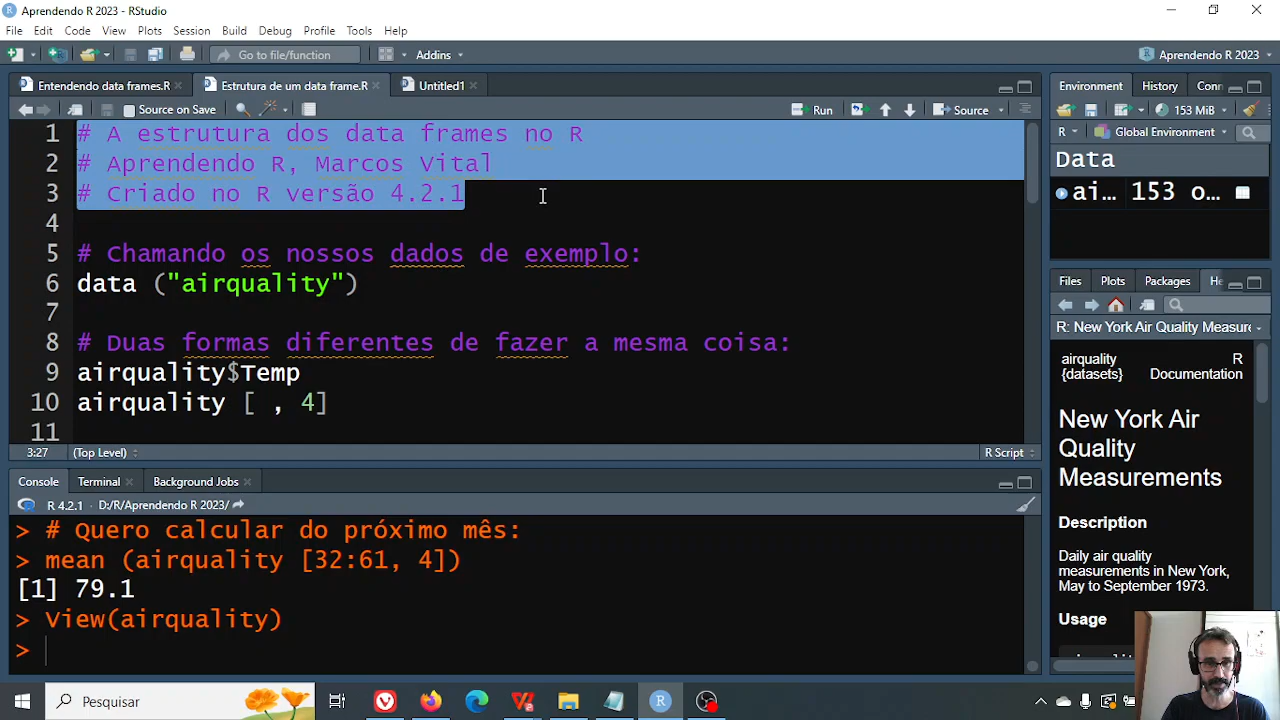 Aprendendo R 2023 - RStudio
File Edit Code View Plots Session Build Debug Profile Tools Help
Go to file/function Addins Aprendendo R 2023
Entendendo data frames.R Estrutura de um data frame.R Untitled1
Source on Save Run Source
1 # A estrutura dos data frames no R
2 # Aprendendo R, Marcos Vital
3 # Criado no R versão 4.2.1
4
5 # Chamando os nossos dados de exemplo:
6 data ("airquality")
7
8 # Duas formas diferentes de fazer a mesma coisa:
9 airquality$Temp
10 airquality [ , 4]
11
3:27 (Top Level) R Script
Console Terminal Background Jobs
R 4.2.1 · D:/R/Aprendendo R 2023/
> # Quero calcular do próximo mês:
> mean (airquality [32:61, 4])
[1] 79.1
> View(airquality)
>
Environment History Conn
153 MiB
R Global Environment
Data
ai... 153 o...
Files Plots Packages He
R: New York Air Quality Measur
airquality {datasets} R Documentation
New York Air
Quality
Measurements
Description
Daily air quality
measurements in New York,
May to September 1973.
Usage
Pesquisar